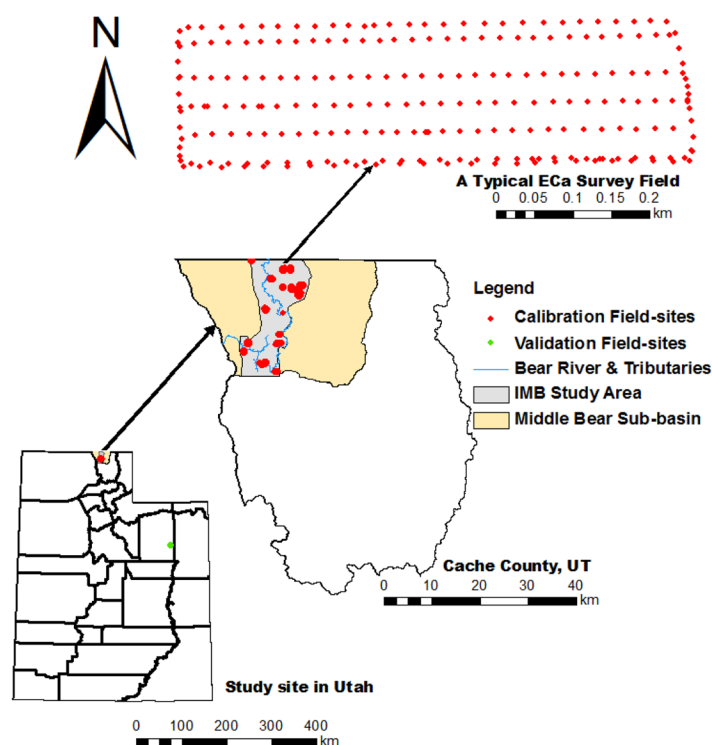 N
A Typical ECa Survey Field
0 0.05 0.1 0.15 0.2
km
Legend
Calibration Field-sites
Validation Field-sites
Bear River & Tributaries
IMB Study Area
Middle Bear Sub-basin
Cache County, UT
0 10 20 30 40
km
Study site in Utah
0 100 200 300 400
km